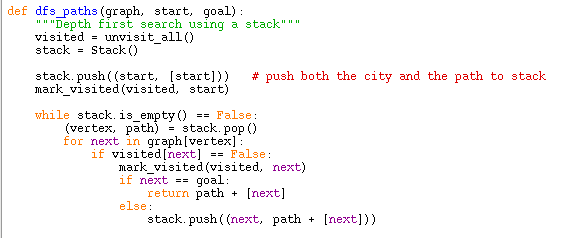 def dfs_paths(graph, start, goal):
    """Depth first search using a stack"""
    visited = unvisit_all()
    stack = Stack()

    stack.push((start, [start]))   # push both the city and the path to stack
    mark_visited(visited, start)

    while stack.is_empty() == False:
        (vertex, path) = stack.pop()
        for next in graph[vertex]:
            if visited[next] == False:
                mark_visited(visited, next)
                if next == goal:
                    return path + [next]
                else:
                    stack.push((next, path + [next]))